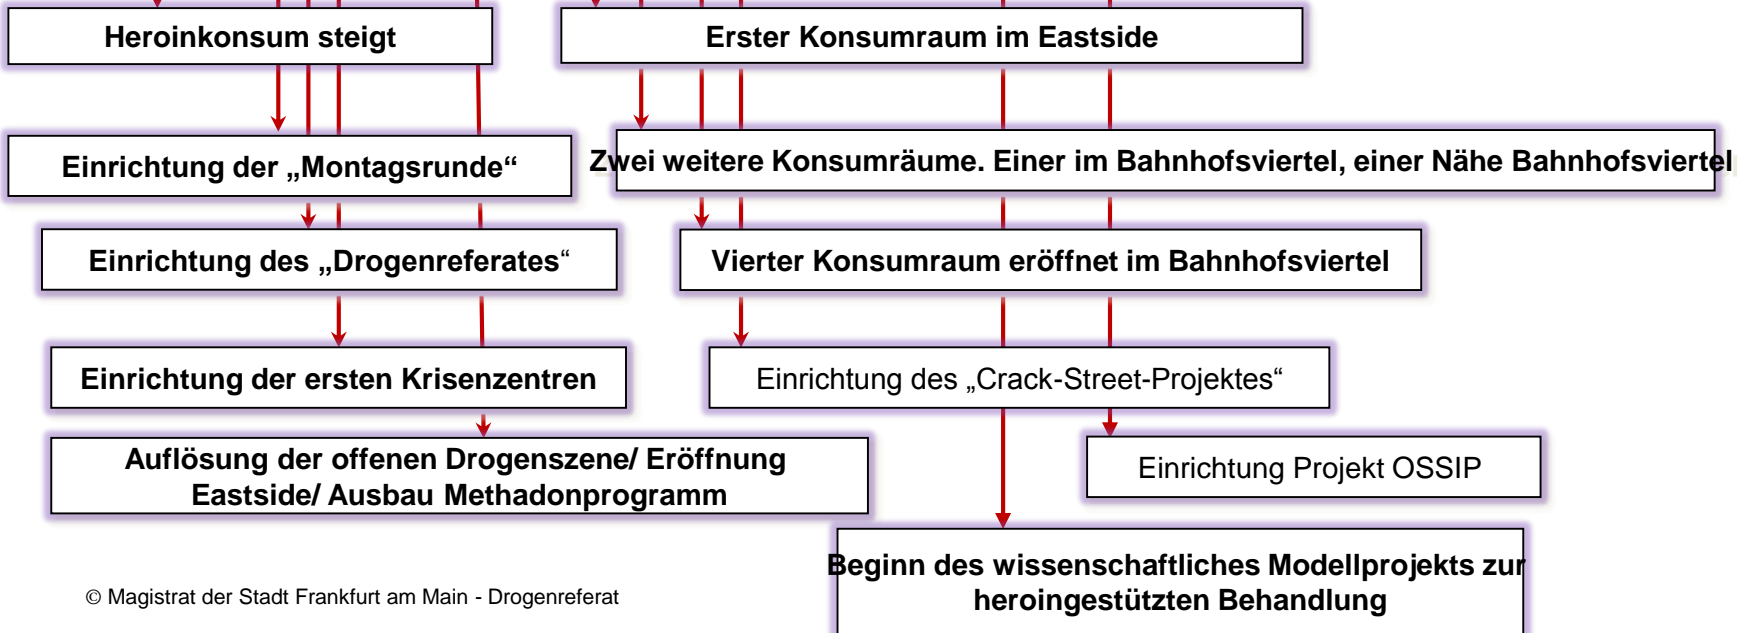 Heroinkonsum steigt
Erster Konsumraum im Eastside
Einrichtung der „Montagsrunde“
Zwei weitere Konsumräume. Einer im Bahnhofsviertel, einer Nähe Bahnhofsviertel
Einrichtung des „Drogenreferates“
Vierter Konsumraum eröffnet im Bahnhofsviertel
Einrichtung der ersten Krisenzentren
Einrichtung des „Crack-Street-Projektes“
Auflösung der offenen Drogenszene/ Eröffnung
Eastside/ Ausbau Methadonprogramm
Einrichtung Projekt OSSIP
Beginn des wissenschaftliches Modellprojekts zur
heroingestützten Behandlung
© Magistrat der Stadt Frankfurt am Main - Drogenreferat